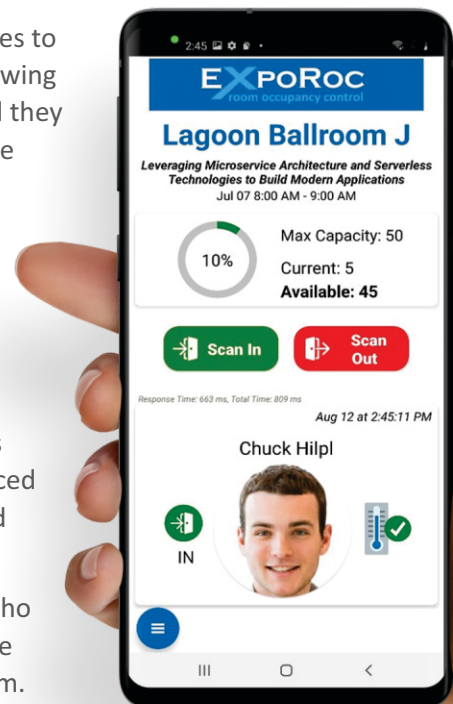 es to
wing
they
e
2:45
EXPOROC
room occupancy control
Lagoon Ballroom J
Leveraging Microservice Architecture and Serverless
Technologies to Build Modern Applications
Jul 07 8:00 AM - 9:00 AM
10%
Max Capacity: 50
Current: 5
Available: 45
Scan In
Scan
Out
Response Time: 663 ms, Total Time: 809 ms
Aug 12 at 2:45:11 PM
Chuck Hilpl
IN
s
ced
d
ho
e
m.